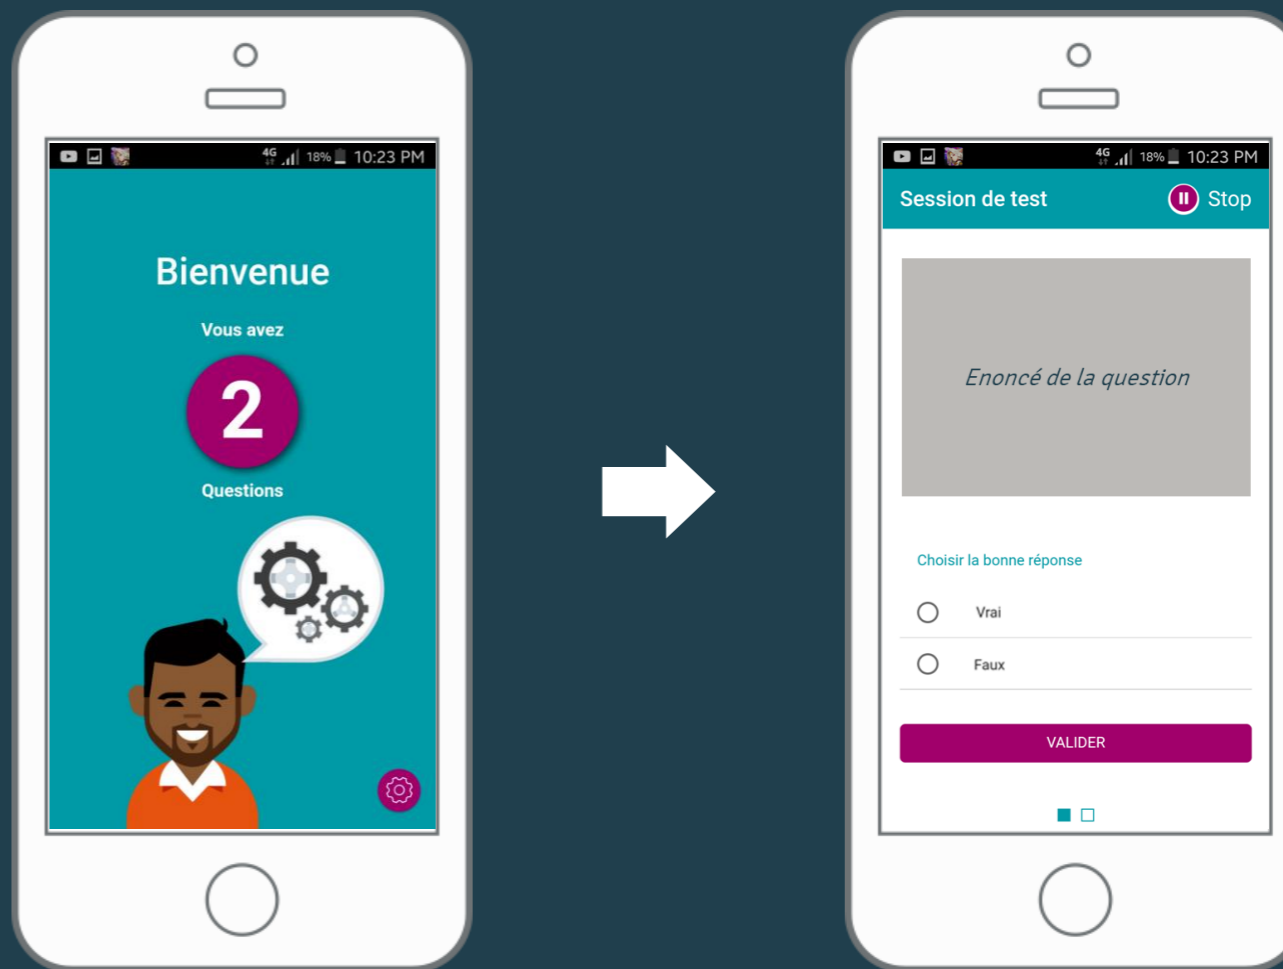 4G 18% 10:23 PM
Bienvenue
Vous avez
2
Questions
4G 18% 10:23 PM
Session de test Stop
Enoncé de la question
Choisir la bonne réponse
Vrai
Faux
VALIDER